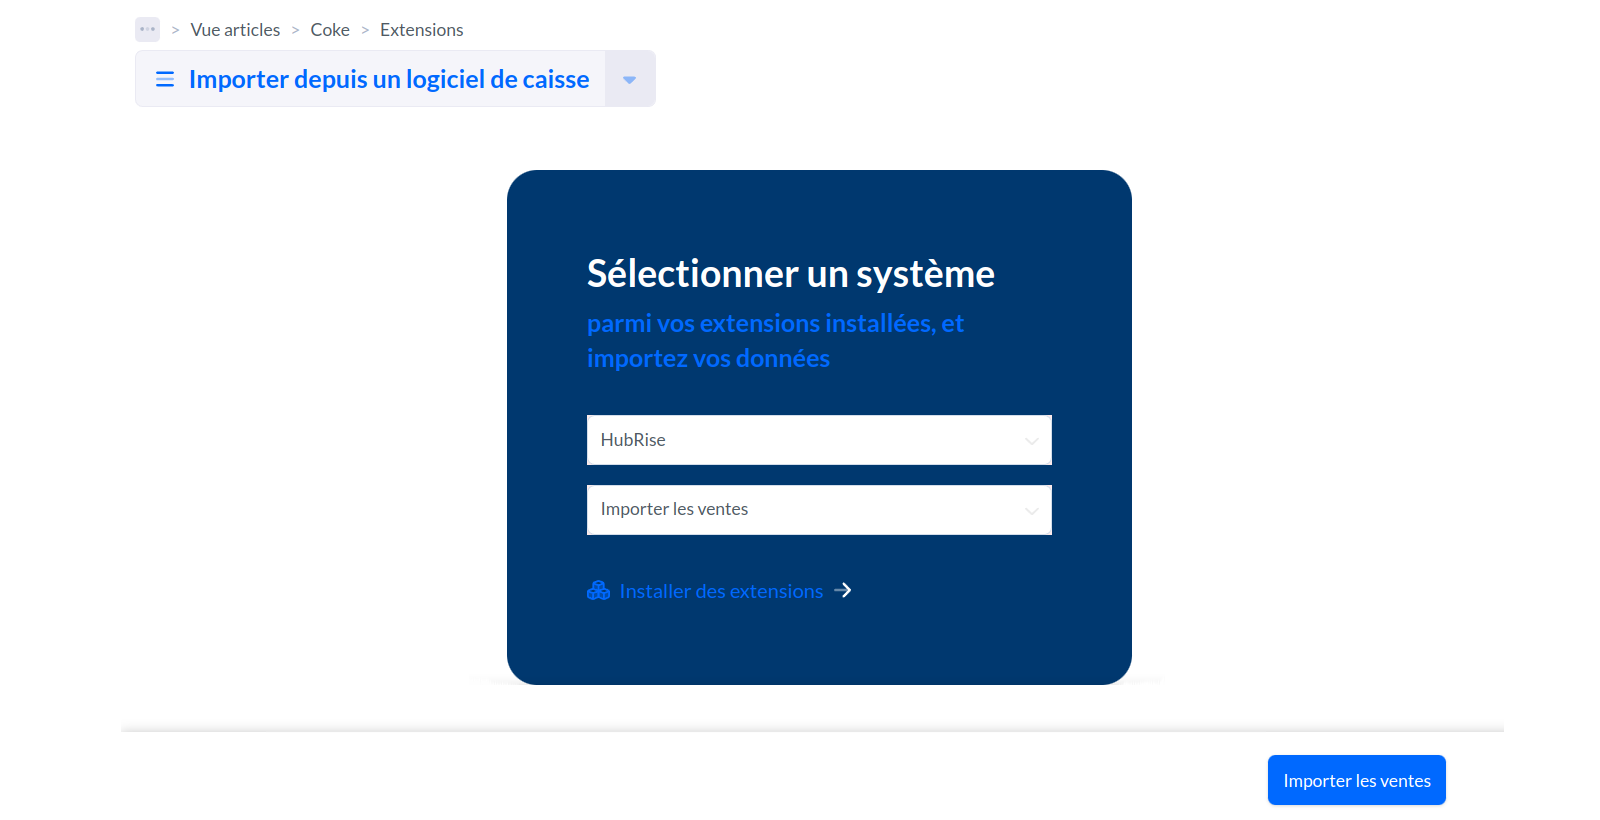 > Vue articles > Coke > Extensions
Importer depuis un logiciel de caisse
Sélectionner un système
parmi vos extensions installées, et
importez vos données
HubRise
Importer les ventes
Installer des extensions
Importer les ventes